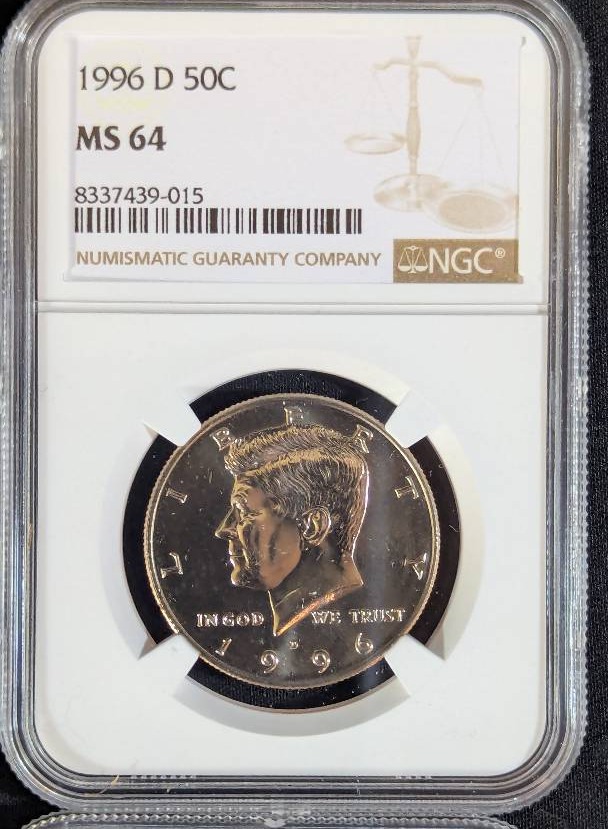 1996 D 50C
MS 64
8337439-015
NUMISMATIC GUARANTY COMPANY
NGC®
LIBERTY
IN GOD WE TRUST
D
1996